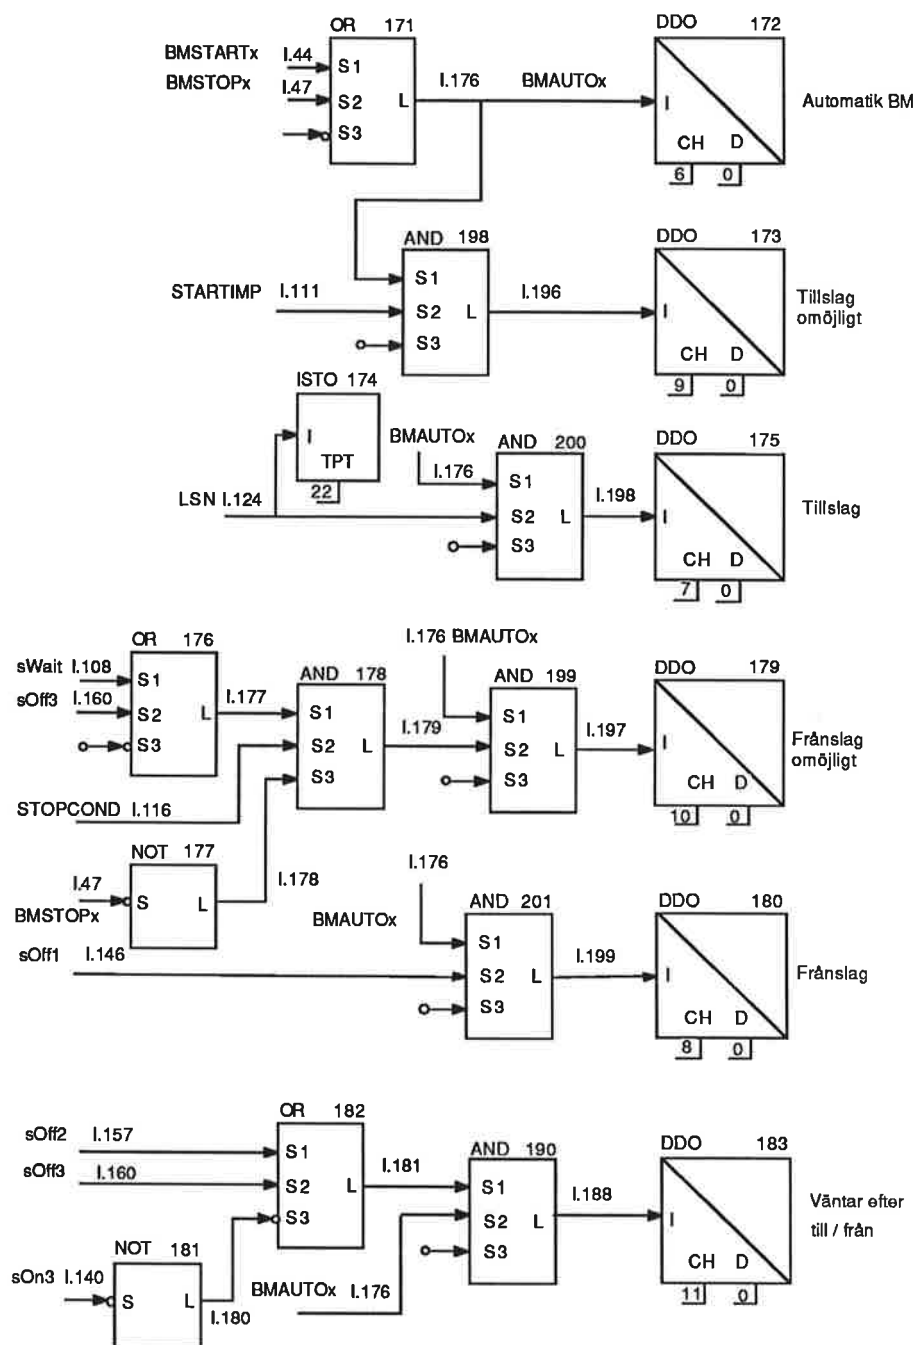 OR 171
BMSTARTx I.44
S1
BMSTOPx I.47
S2 L
S3
I.176 BMAUTOx
DDO 172
I
CH D
6 0
Automatik BM
AND 198
S1
STARTIMP I.111
S2 L
S3
I.196
DDO 173
I
CH D
9 0
Tillslag
omöjligt
ISTO 174
I
TPT
22
LSN I.124
BMAUTOx
I.176
AND 200
S1
S2 L
S3
I.198
DDO 175
I
CH D
7 0
Tillslag
OR 176
sWait I.108
S1
sOff3 I.160
S2 L
S3
I.177
AND 178
S1
S2 L
S3
STOPCOND I.116
I.179
I.176 BMAUTOx
AND 199
S1
S2 L
S3
I.197
DDO 179
I
CH D
10 0
Frånslag
omöjligt
NOT 177
I.47
S L
BMSTOPx
I.178
I.176
BMAUTOx
sOff1 I.146
AND 201
S1
S2 L
S3
I.199
DDO 180
I
CH D
8 0
Frånslag
OR 182
sOff2 I.157
S1
sOff3 I.160
S2 L
S3
I.181
NOT 181
sOn3 I.140
S L
I.180
BMAUTOx I.176
AND 190
S1
S2 L
S3
I.188
DDO 183
I
CH D
11 0
Väntar efter
till / från